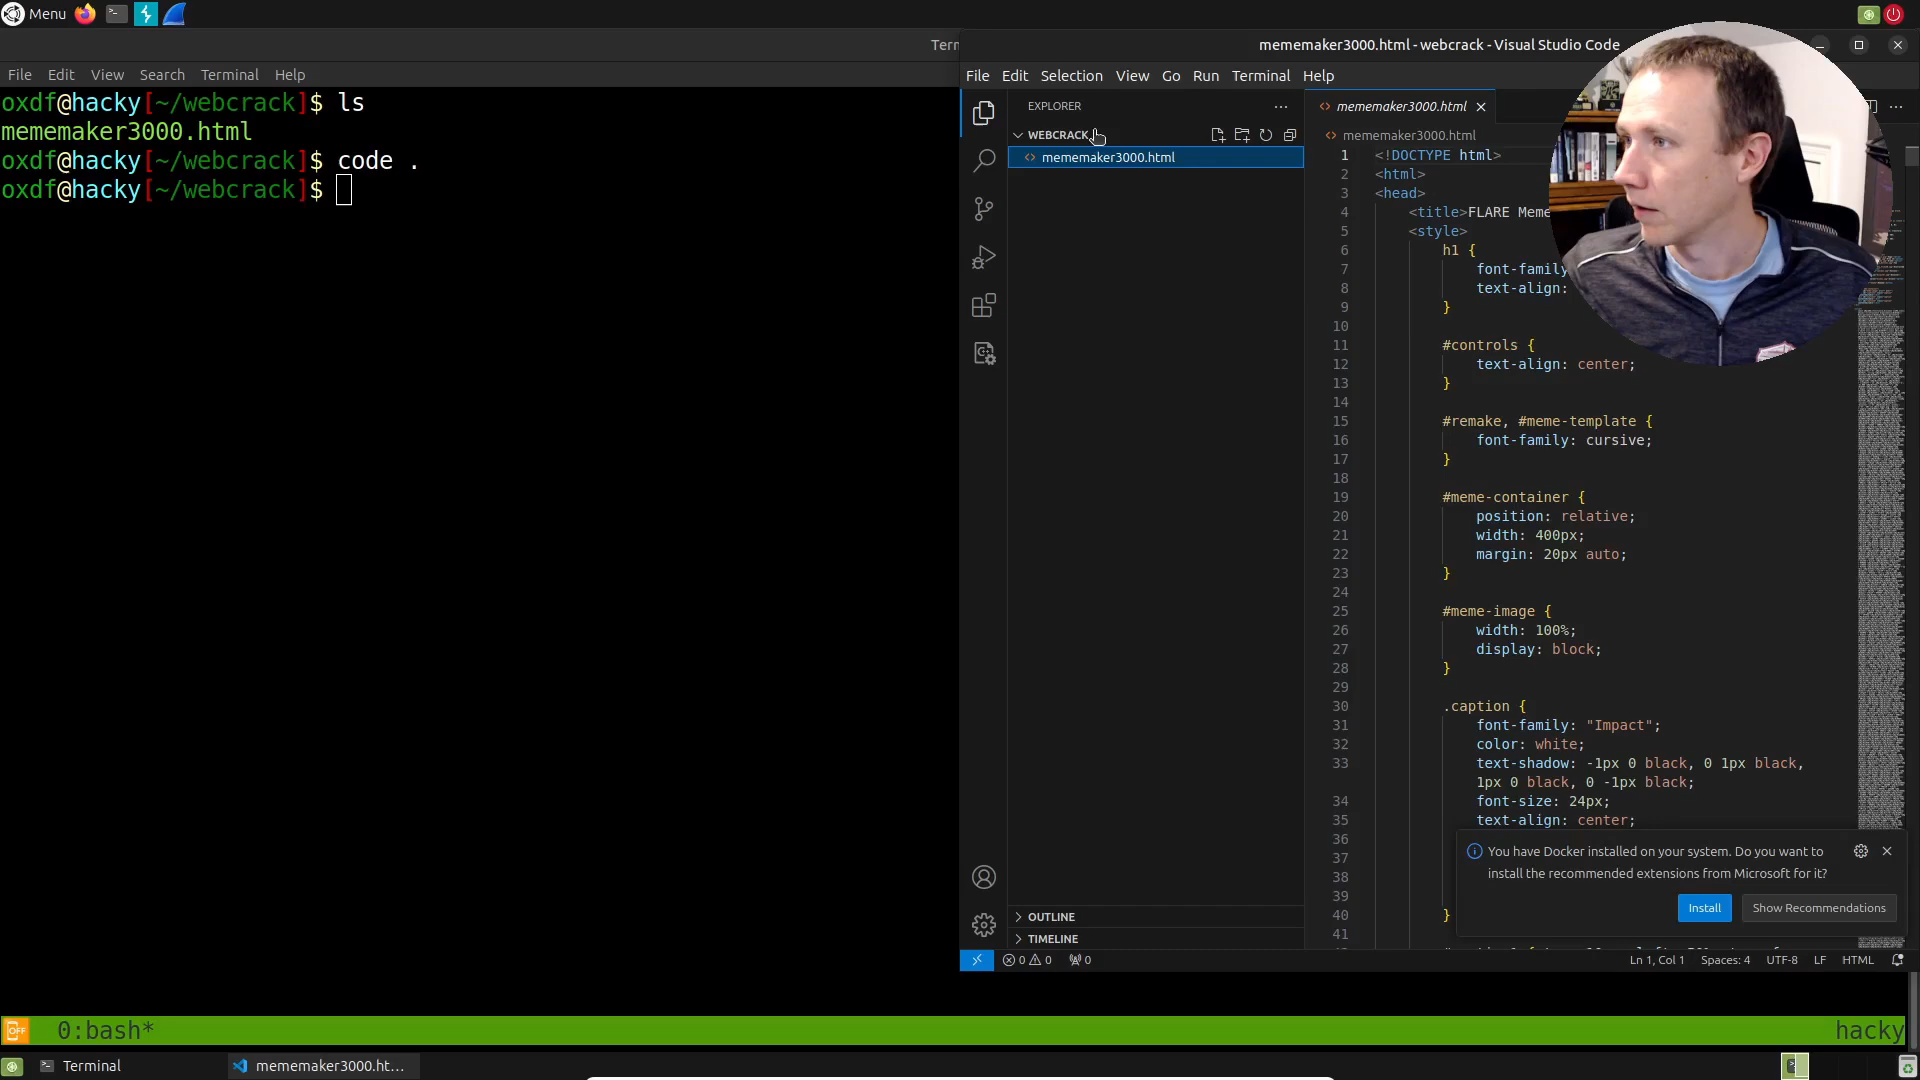 Menu
Term
mememaker3000.html - webcrack - Visual Studio Code
File Edit View Search Terminal Help
oxdf@hacky[~/webcrack]$ ls
mememaker3000.html
oxdf@hacky[~/webcrack]$ code .
oxdf@hacky[~/webcrack]$
File Edit Selection View Go Run Terminal Help
EXPLORER
WEBCRACK
mememaker3000.html
OUTLINE
TIMELINE
mememaker3000.html
mememaker3000.html
1 <!DOCTYPE html>
2 <html>
3 <head>
4 <title>FLARE Meme
5 <style>
6 h1 {
7 font-family
8 text-align:
9 }
10
11 #controls {
12 text-align: center;
13 }
14
15 #remake, #meme-template {
16 font-family: cursive;
17 }
18
19 #meme-container {
20 position: relative;
21 width: 400px;
22 margin: 20px auto;
23 }
24
25 #meme-image {
26 width: 100%;
27 display: block;
28 }
29
30 .caption {
31 font-family: "Impact";
32 color: white;
33 text-shadow: -1px 0 black, 0 1px black,
1px 0 black, 0 -1px black;
34 font-size: 24px;
35 text-align: center;
36
37
38
39
40 }
41
You have Docker installed on your system. Do you want to
install the recommended extensions from Microsoft for it?
Install Show Recommendations
0 0 0
Ln 1, Col 1 Spaces: 4 UTF-8 LF HTML
OFF 0:bash* hacky
Terminal mememaker3000.ht...